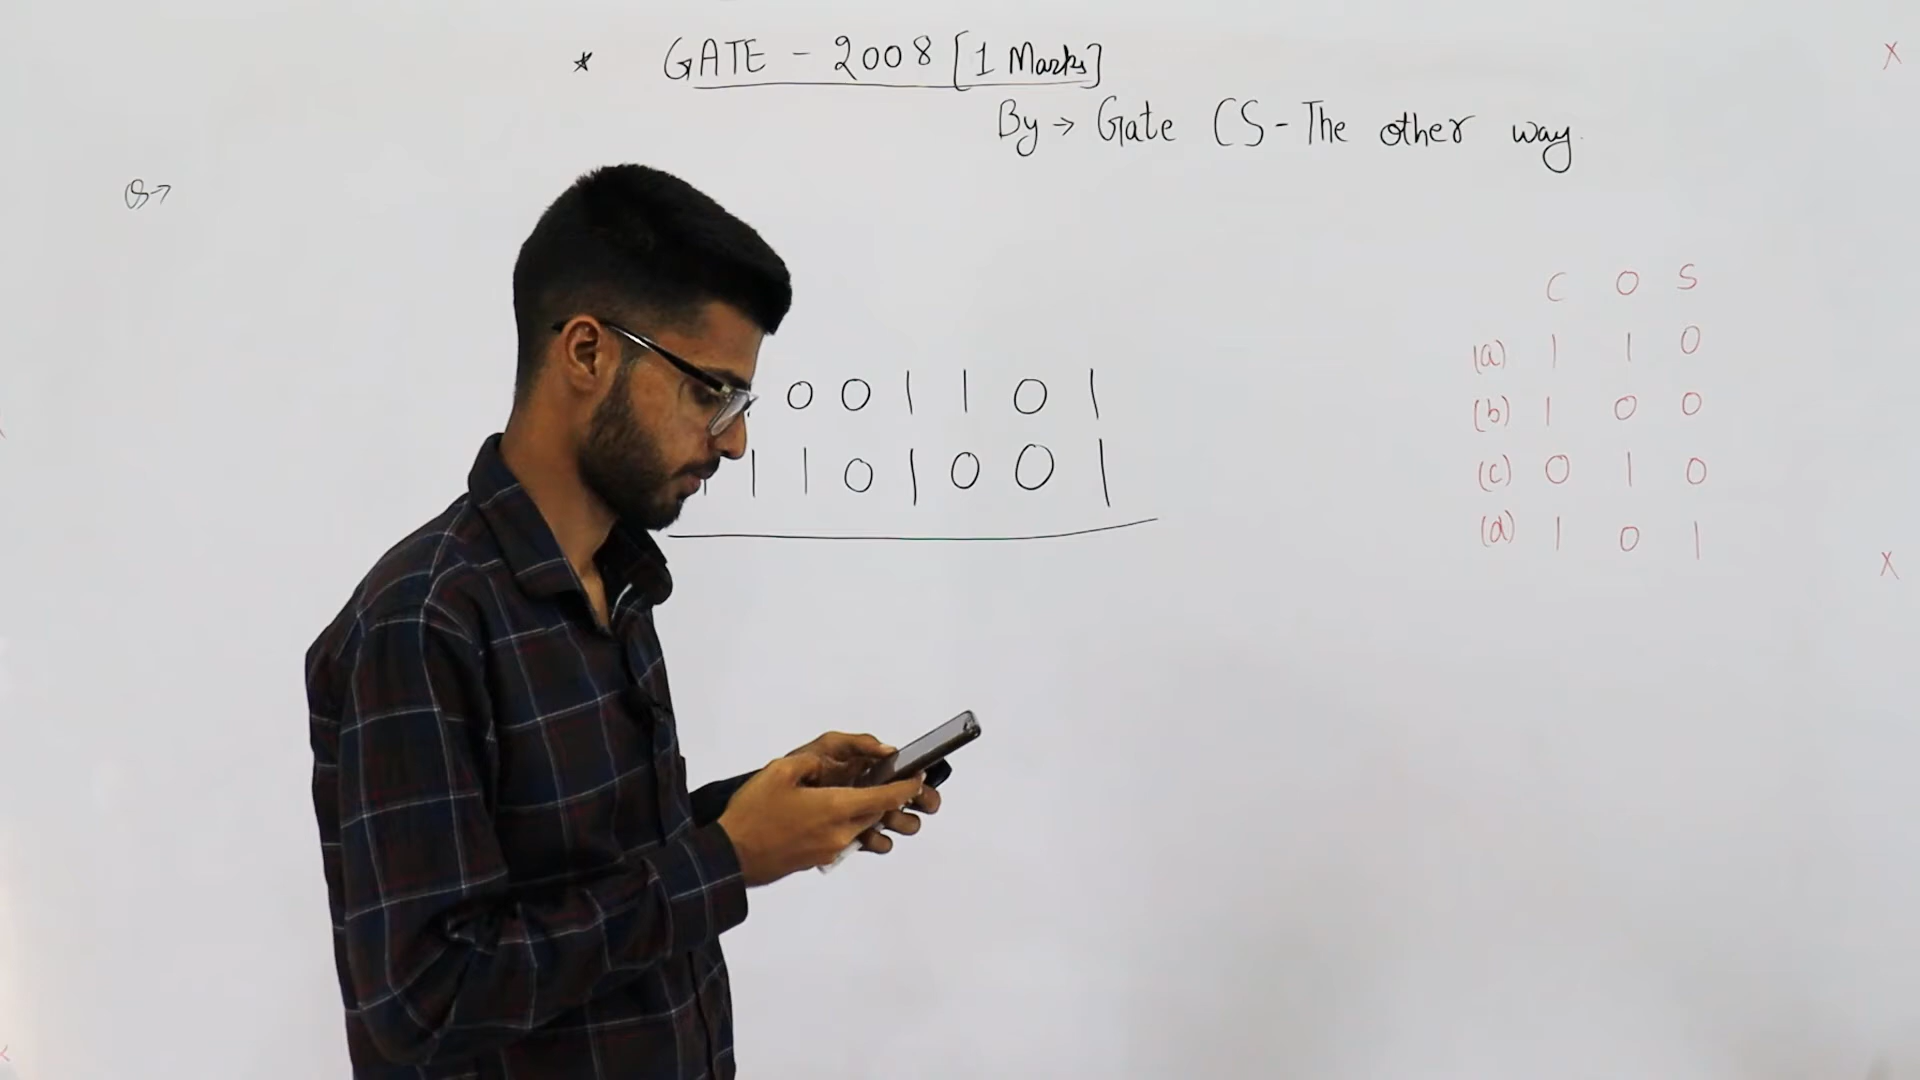 * GATE - 2008 [1 Marks]
By → Gate CS - The other way.
Q→
C O S
(a) 1 1 0
(b) 1 0 0
(c) 0 1 0
(d) 1 0 1
0 0 1 1 0 1
1 1 0 1 0 0 1
X
X